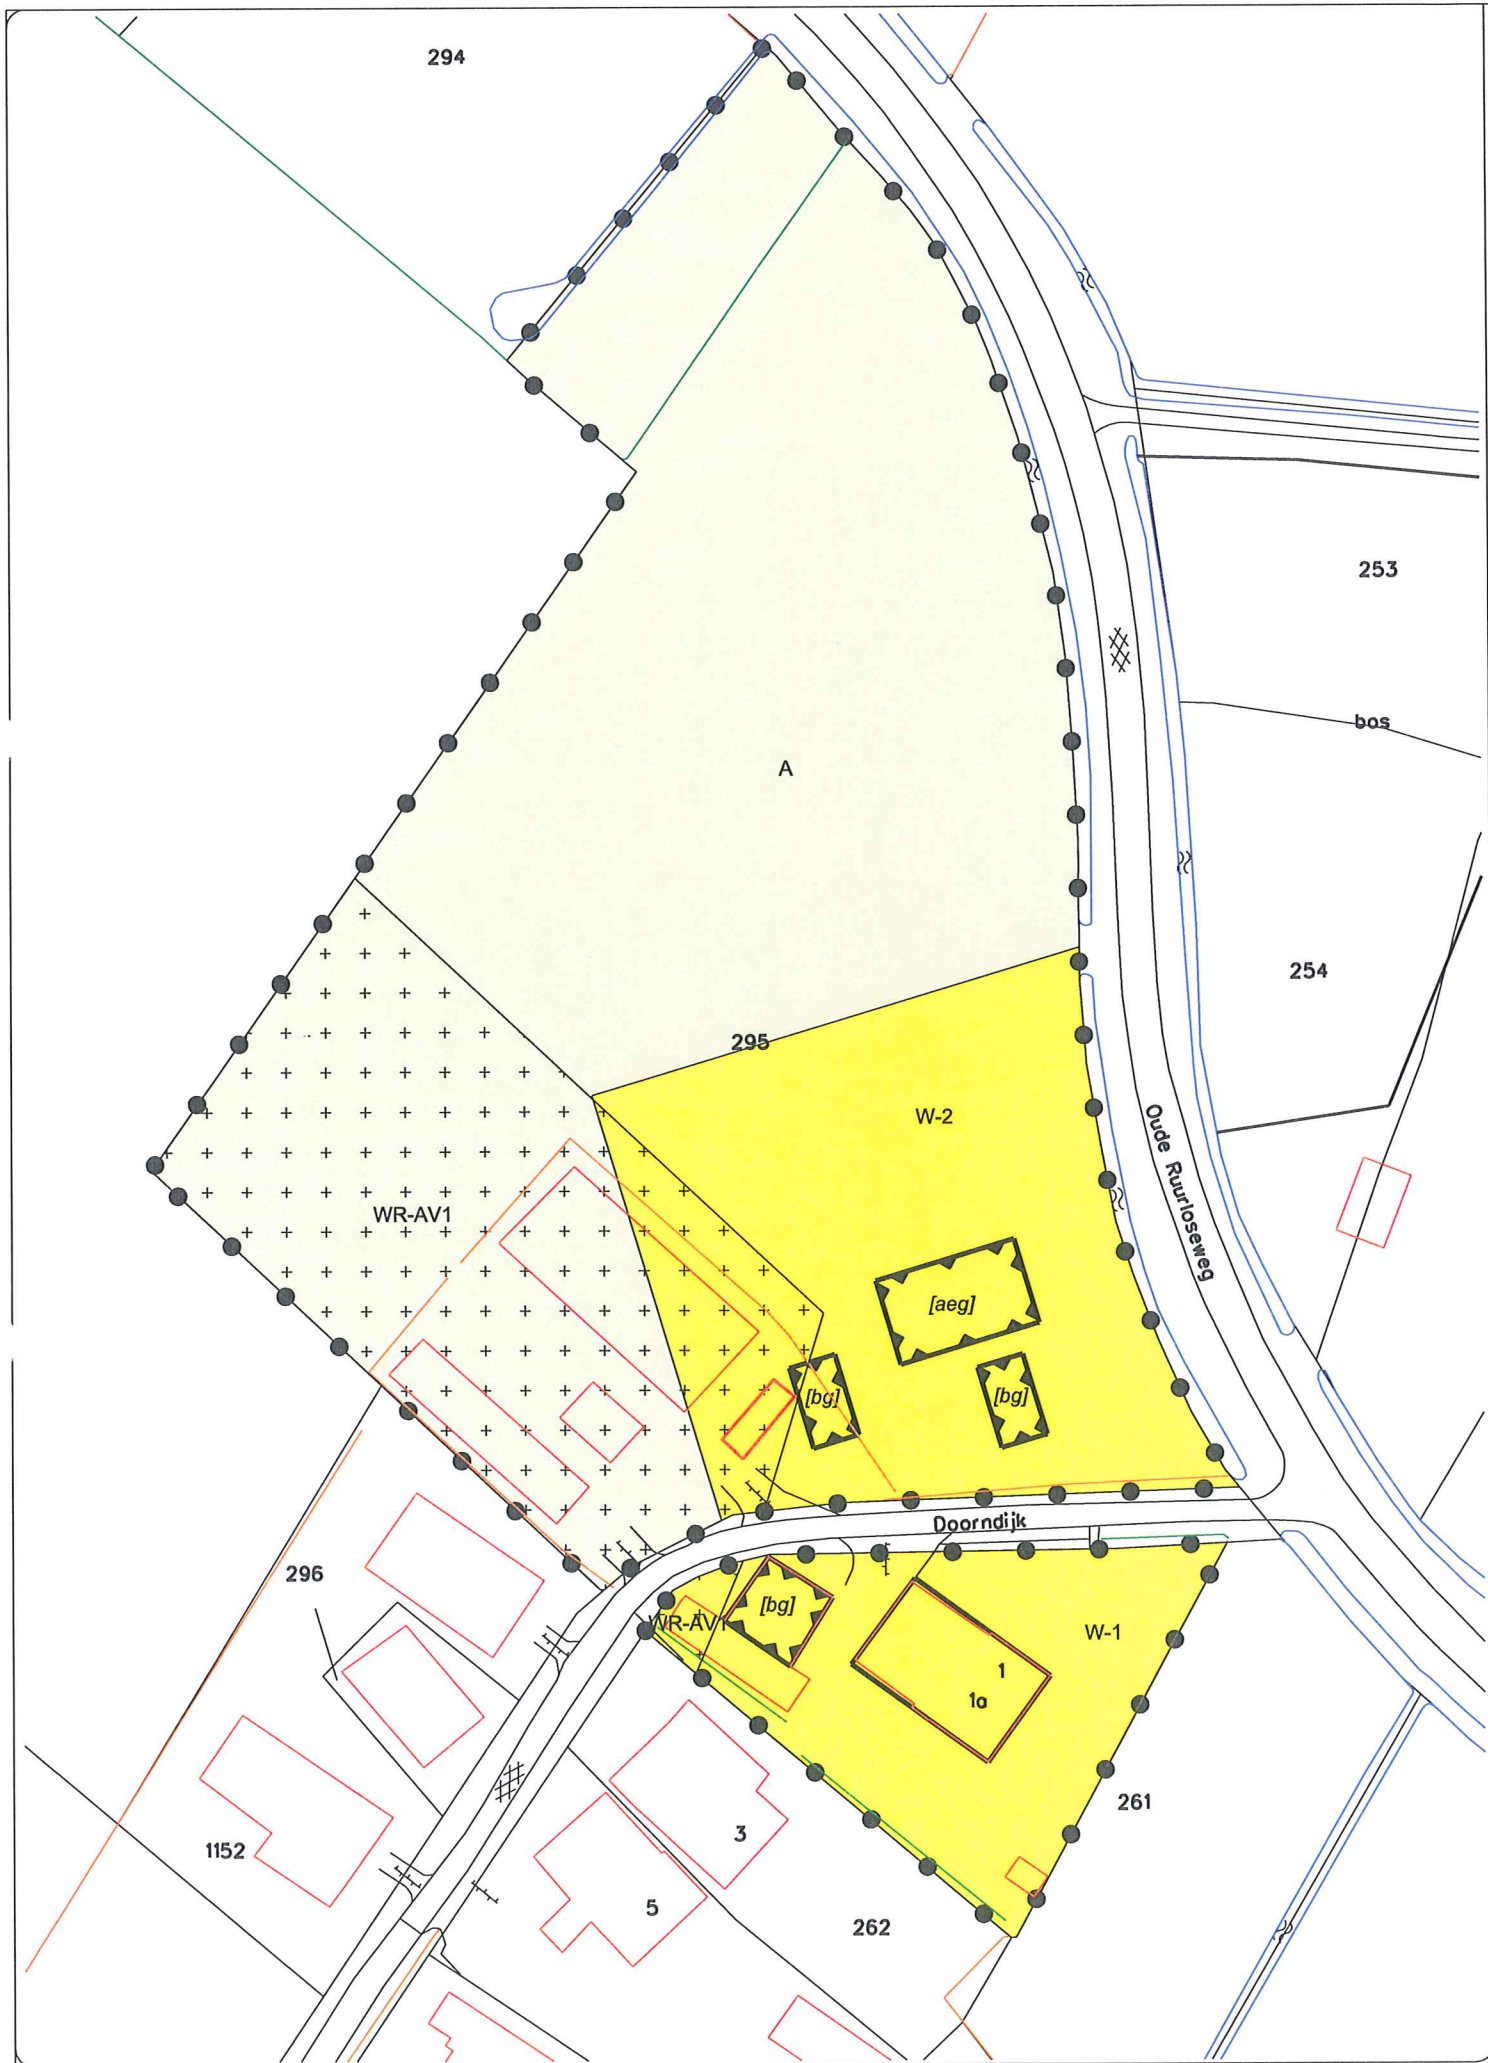 294
253
bos
A
254
295
W-2
Oude Ruurloseweg
WR-AV1
[aeg]
[bg]
[bg]
Doorndijk
296
[bg]
WR-AV1
W-1
1
1a
261
3
1152
5
262